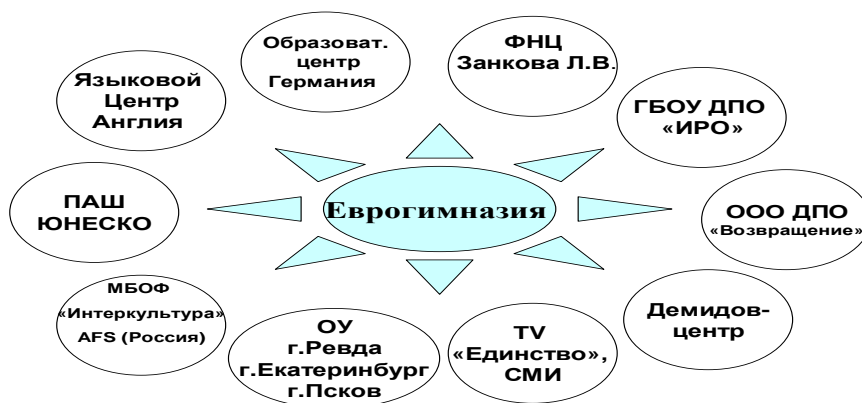 Образоват.
центр
Германия
ФНЦ
Занкова Л.В.
Языковой
Центр
Англия
ГБОУ ДПО
«ИРО»
ПАШ
ЮНЕСКО
Еврогимназия
ООО ДПО
«Возвращение»
МБОФ
«Интеркультура»
AFS (Россия)
ОУ
г.Ревда
г.Екатеринбург
г.Псков
TV
«Единство»,
СМИ
Демидов-
центр